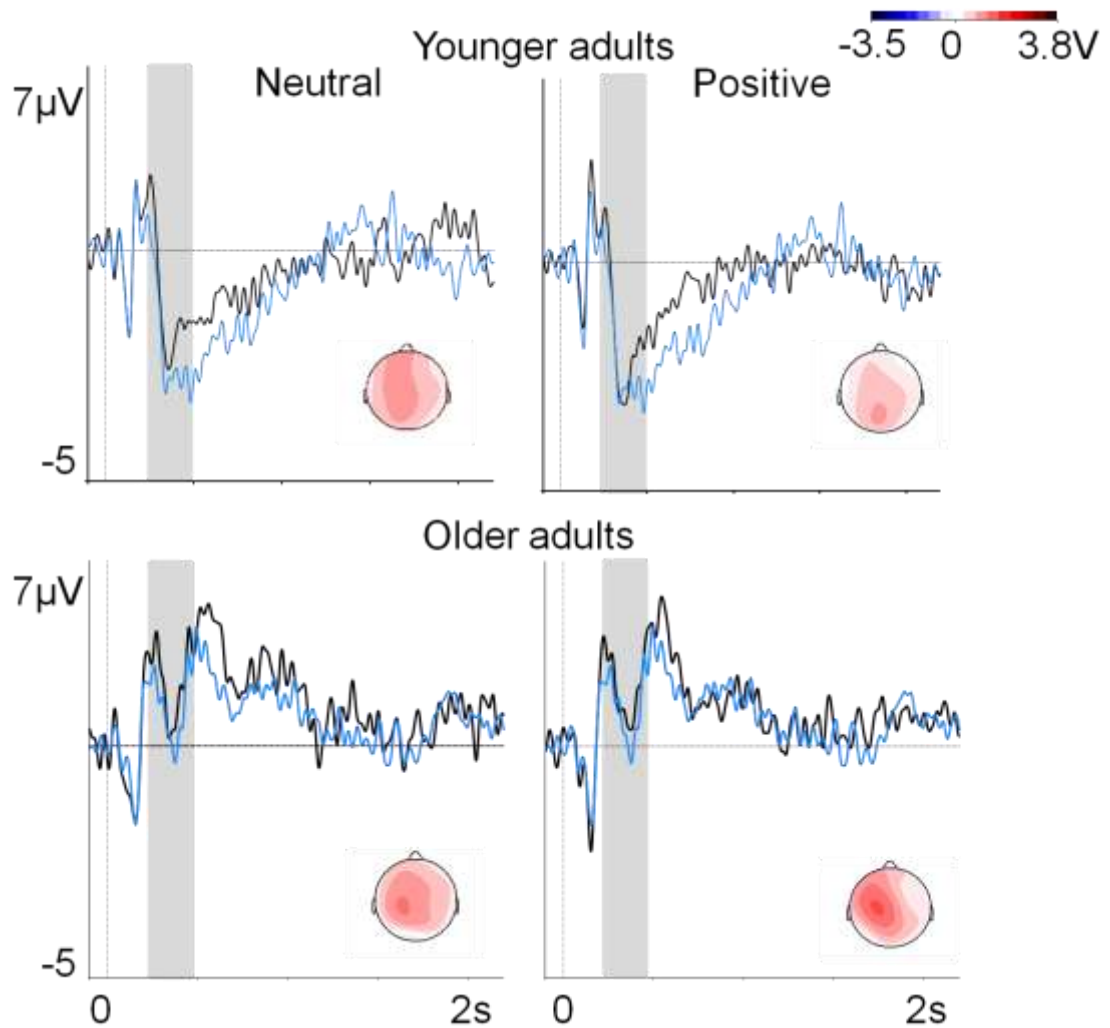 -3.5 0 3.8V
Younger adults
Neutral Positive
7µV
-5
Older adults
7µV
-5
0 2s 0 2s